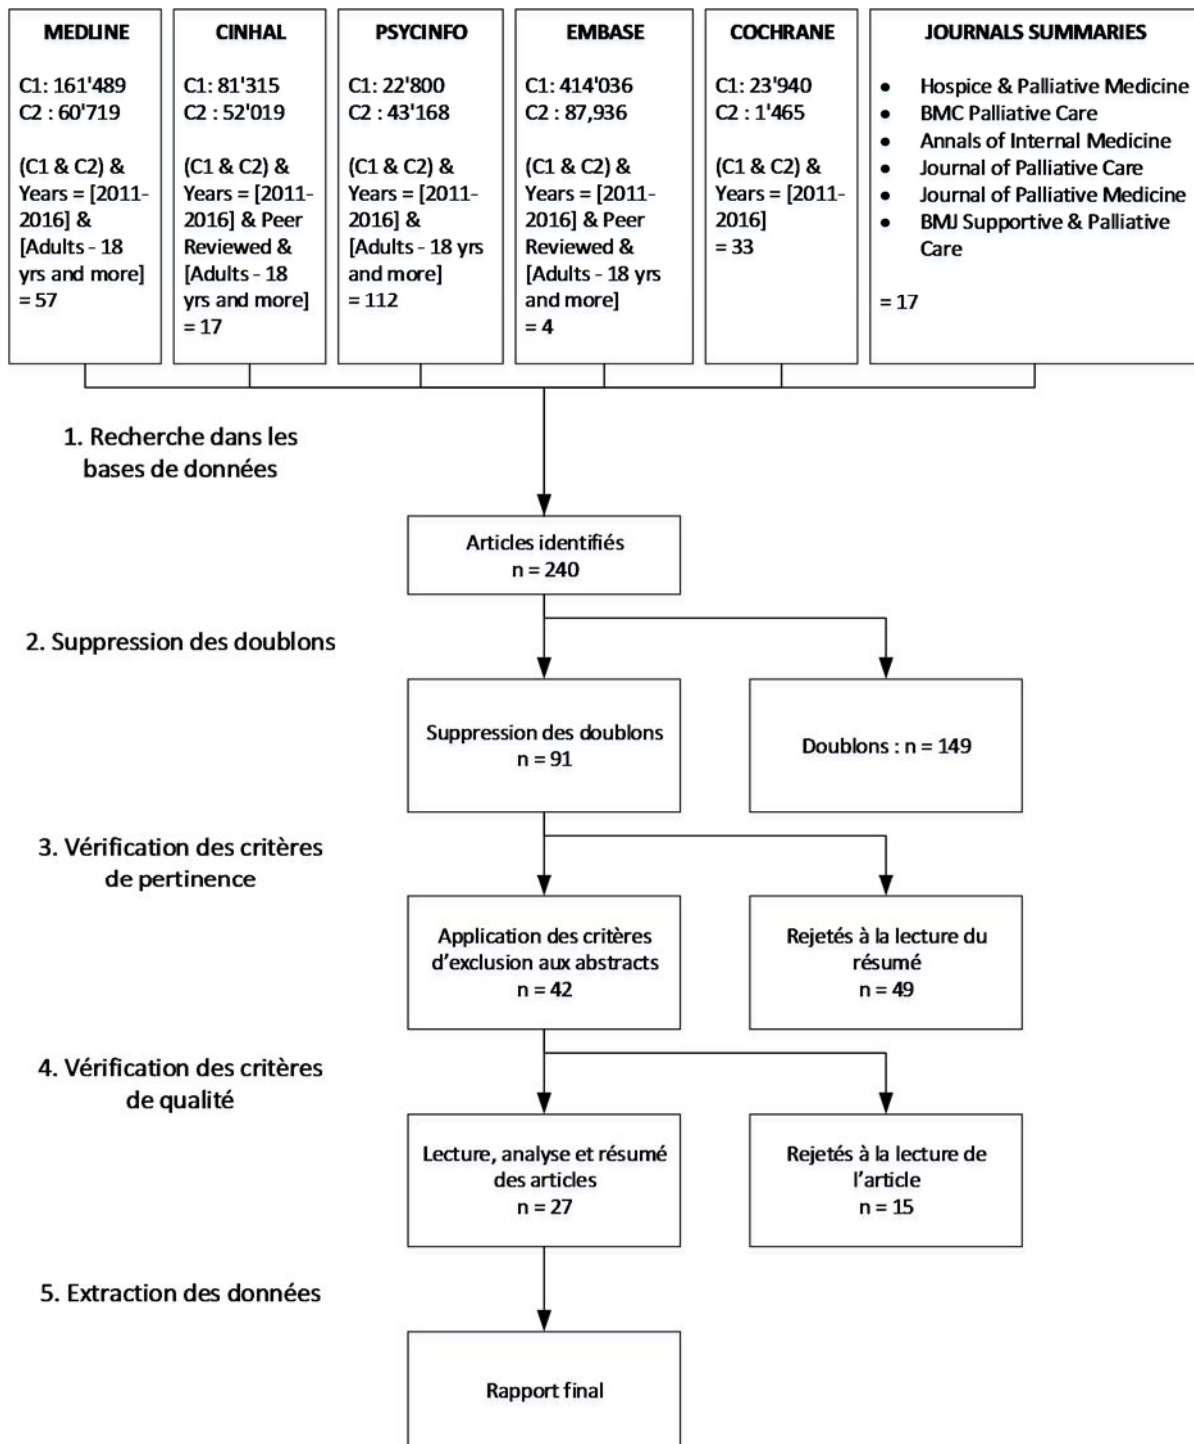 MEDLINE
C1: 161'489
C2 : 60'719
(C1 & C2) &
Years = [2011-
2016] &
[Adults - 18
yrs and more]
= 57
CINHAL
C1: 81'315
C2 : 52'019
(C1 & C2) &
Years = [2011-
2016] & Peer
Reviewed &
[Adults - 18
yrs and more]
= 17
PSYCINFO
C1: 22'800
C2 : 43'168
(C1 & C2) &
Years = [2011-
2016] &
[Adults - 18 yrs
and more]
= 112
EMBASE
C1: 414'036
C2 : 87,936
(C1 & C2) &
Years = [2011-
2016] & Peer
Reviewed &
[Adults - 18 yrs
and more]
= 4
COCHRANE
C1: 23'940
C2 : 1'465
(C1 & C2) &
Years = [2011-
2016]
= 33
JOURNALS SUMMARIES
• Hospice & Palliative Medicine
• BMC Palliative Care
• Annals of Internal Medicine
• Journal of Palliative Care
• Journal of Palliative Medicine
• BMJ Supportive & Palliative
Care
= 17
1. Recherche dans les
bases de données
Articles identifiés
n = 240
2. Suppression des doublons
Suppression des doublons
n = 91
Doublons : n = 149
3. Vérification des critères
de pertinence
Application des critères
d’exclusion aux abstracts
n = 42
Rejetés à la lecture du
résumé
n = 49
4. Vérification des critères
de qualité
Lecture, analyse et résumé
des articles
n = 27
Rejetés à la lecture de
l’article
n = 15
5. Extraction des données
Rapport final